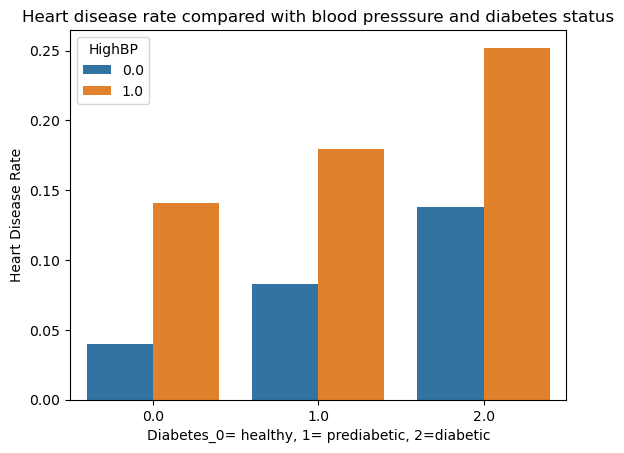 Heart disease rate compared with blood presssure and diabetes status
HighBP
0.0
1.0
0.25
0.20
0.15
0.10
0.05
0.00
Heart Disease Rate
0.0 1.0 2.0
Diabetes_0= healthy, 1= prediabetic, 2=diabetic